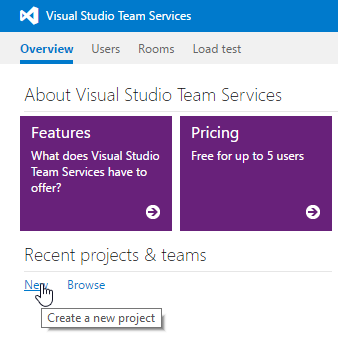 Visual Studio Team Services
Overview Users Rooms Load test
About Visual Studio Team Services
Features
What does Visual Studio
Team Services have to
offer?
Pricing
Free for up to 5 users
Recent projects & teams
New Browse
Create a new project